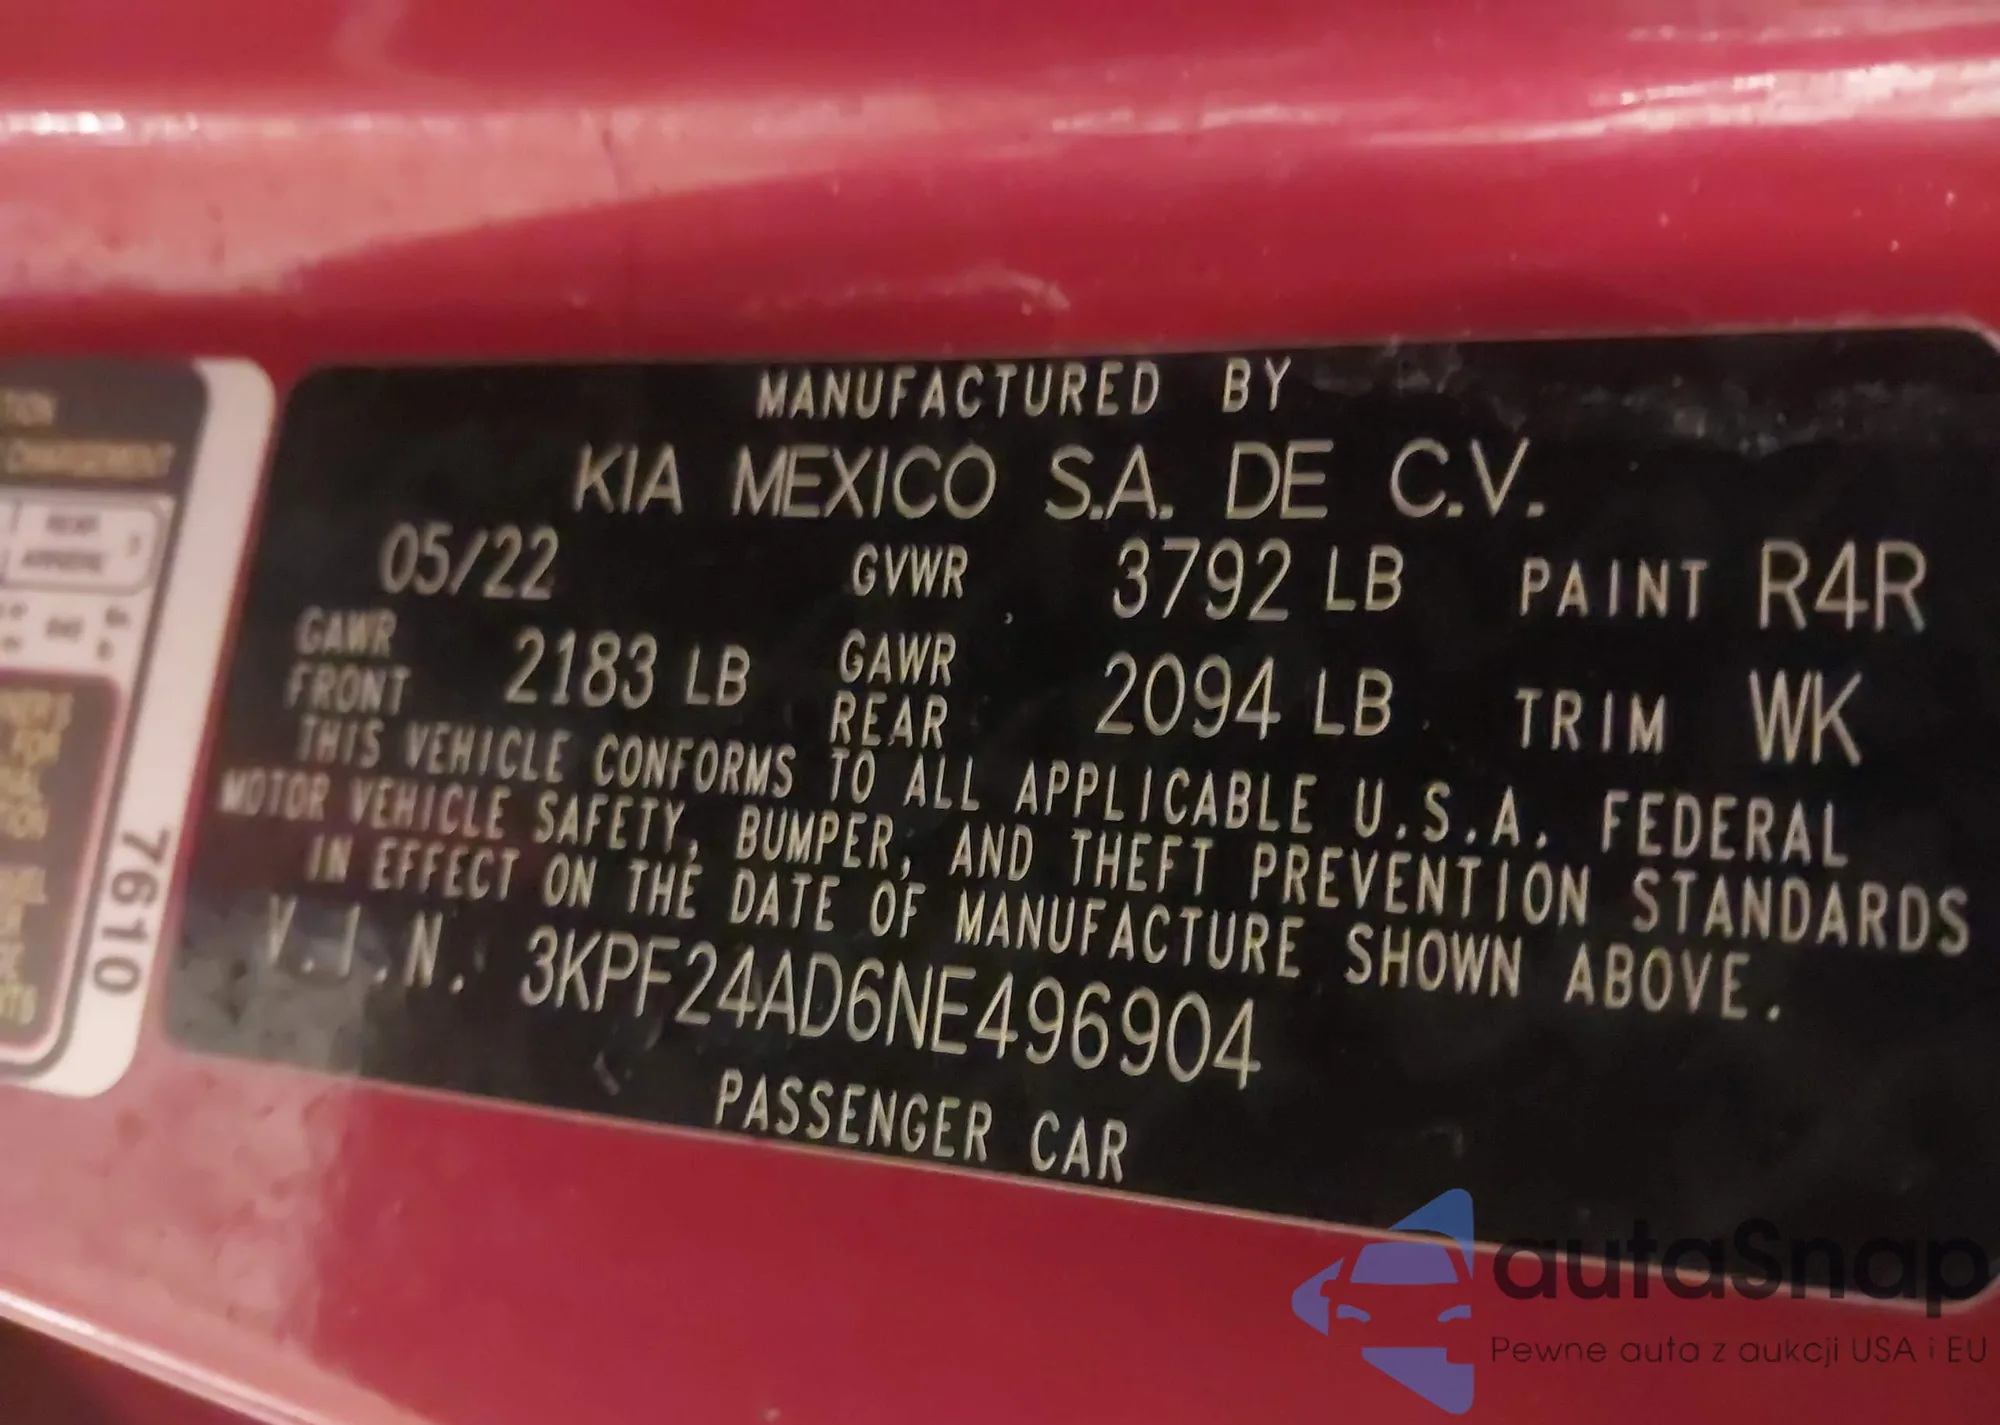 MANUFACTURED BY
KIA MEXICO S.A. DE C.V.
05/22 GVWR 3792 LB PAINT R4R
GAWR FRONT 2183 LB GAWR REAR 2094 LB TRIM WK
THIS VEHICLE CONFORMS TO ALL APPLICABLE U.S.A. FEDERAL
MOTOR VEHICLE SAFETY, BUMPER, AND THEFT PREVENTION STANDARDS
IN EFFECT ON THE DATE OF MANUFACTURE SHOWN ABOVE.
V.I.N. 3KPF24AD6NE496904
PASSENGER CAR
7610
autaSnap
Pewne auta z aukcji USA i EU